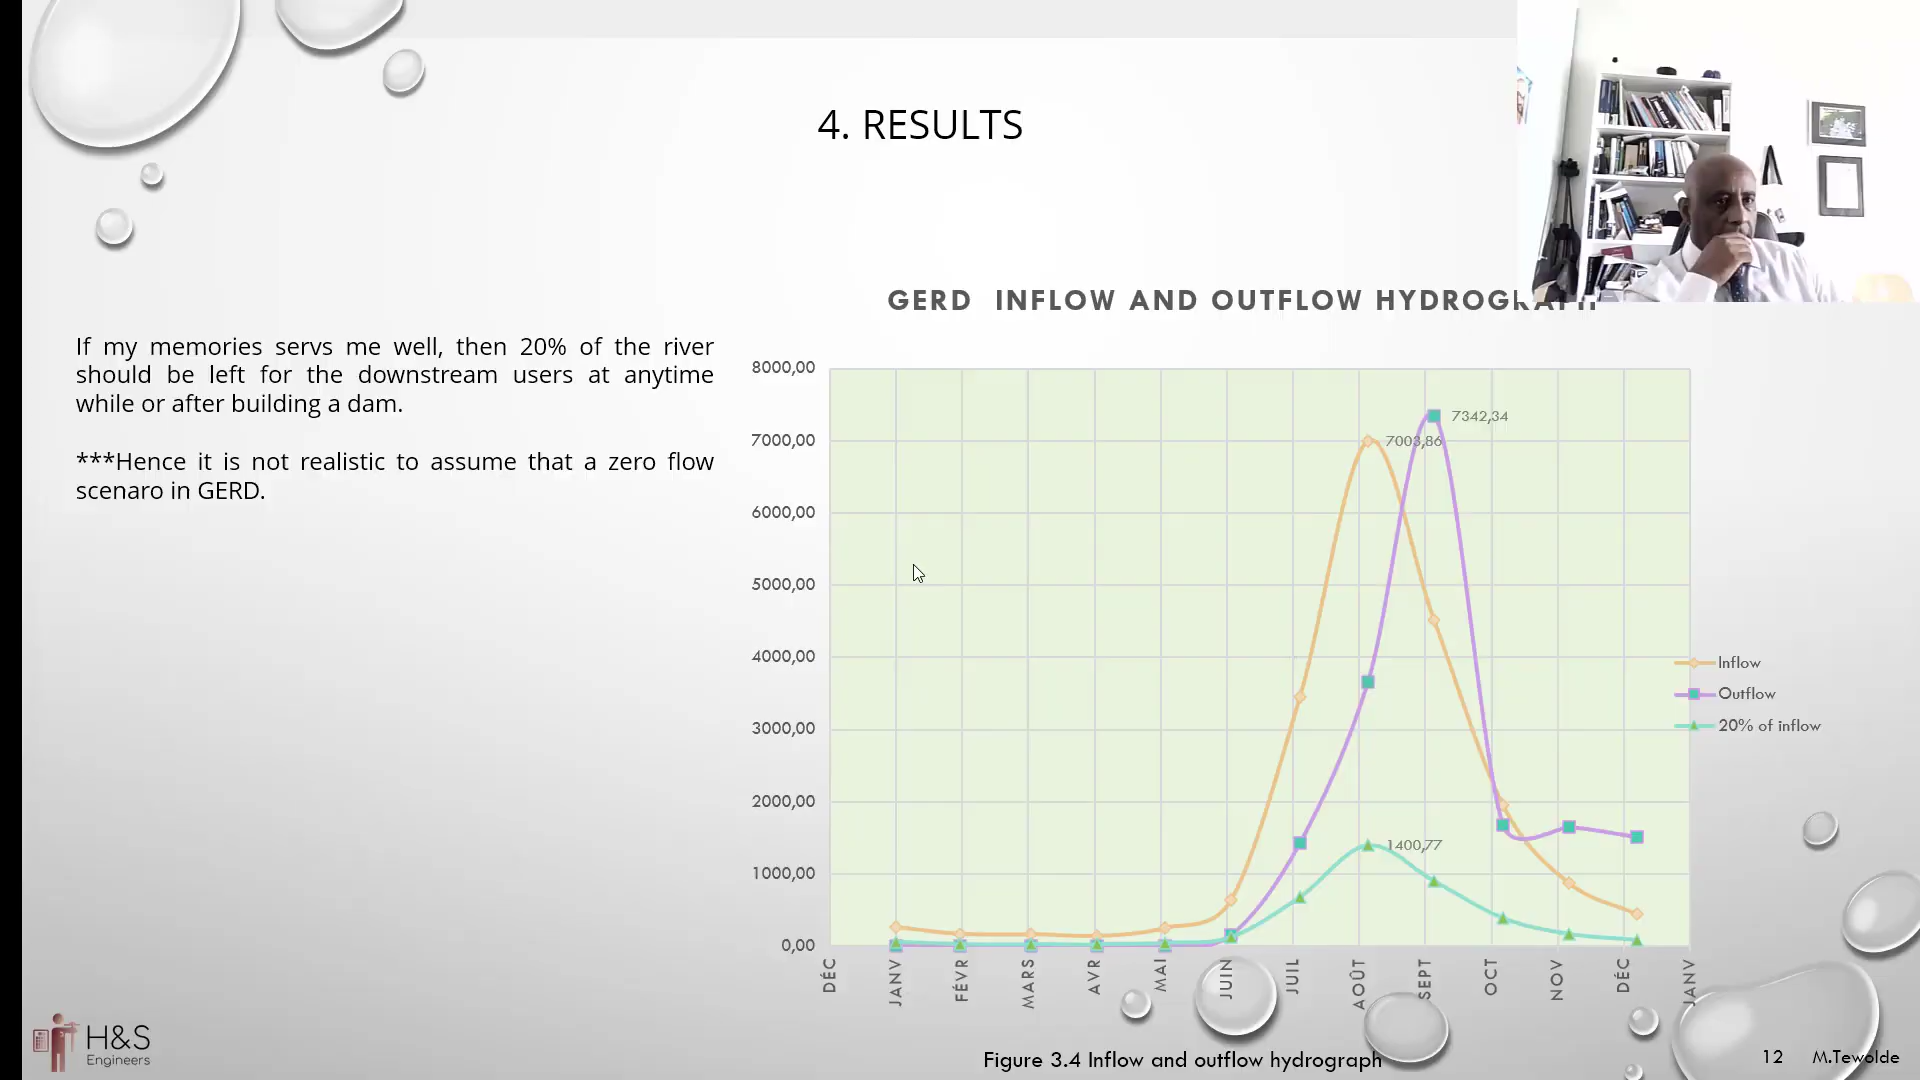 4. RESULTS
GERD INFLOW AND OUTFLOW HYDROGRAPH
If my memories servs me well, then 20% of the river
should be left for the downstream users at anytime
while or after building a dam.
***Hence it is not realistic to assume that a zero flow
scenaro in GERD.
8000,00
7000,00
6000,00
5000,00
4000,00
3000,00
2000,00
1000,00
0,00
7342,34
7003,86
1400,77
Inflow
Outflow
20% of inflow
DÉC
JANV
FÉVR
MARS
AVR
MAI
JUIN
JUIL
AOÛT
SEPT
OCT
NOV
DÉC
JANV
Figure 3.4 Inflow and outflow hydrograph
H&S
Engineers
12 M.Tewolde